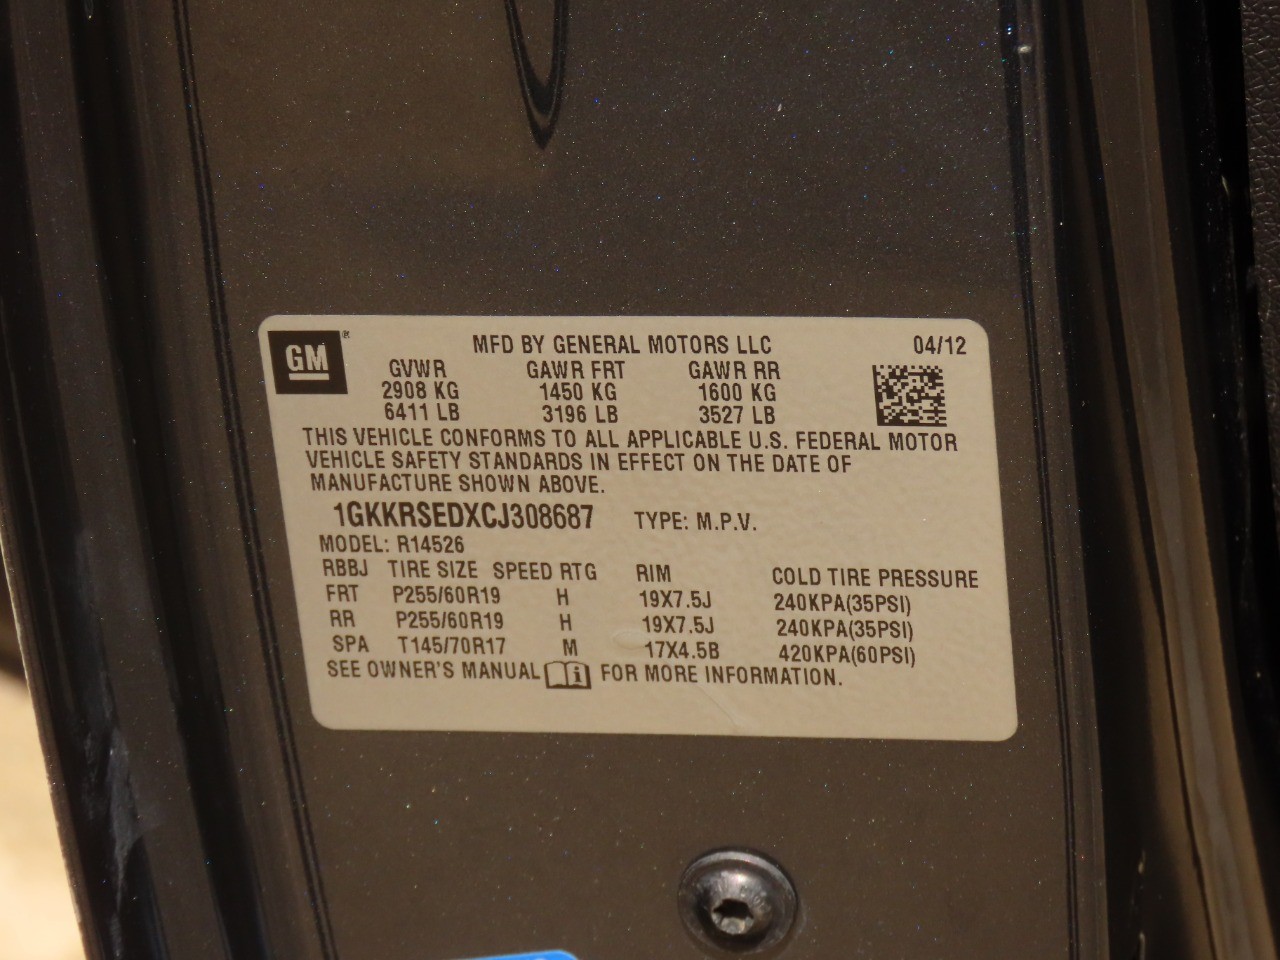 GM ®
MFD BY GENERAL MOTORS LLC 04/12
GVWR GAWR FRT GAWR RR
2908 KG 1450 KG 1600 KG
6411 LB 3196 LB 3527 LB
THIS VEHICLE CONFORMS TO ALL APPLICABLE U.S. FEDERAL MOTOR
VEHICLE SAFETY STANDARDS IN EFFECT ON THE DATE OF
MANUFACTURE SHOWN ABOVE.
1GKKRSEDXCJ308687 TYPE: M.P.V.
MODEL: R14526
RBBJ TIRE SIZE SPEED RTG RIM COLD TIRE PRESSURE
FRT P255/60R19 H 19X7.5J 240KPA(35PSI)
RR P255/60R19 H 19X7.5J 240KPA(35PSI)
SPA T145/70R17 M 17X4.5B 420KPA(60PSI)
SEE OWNER'S MANUAL i FOR MORE INFORMATION.